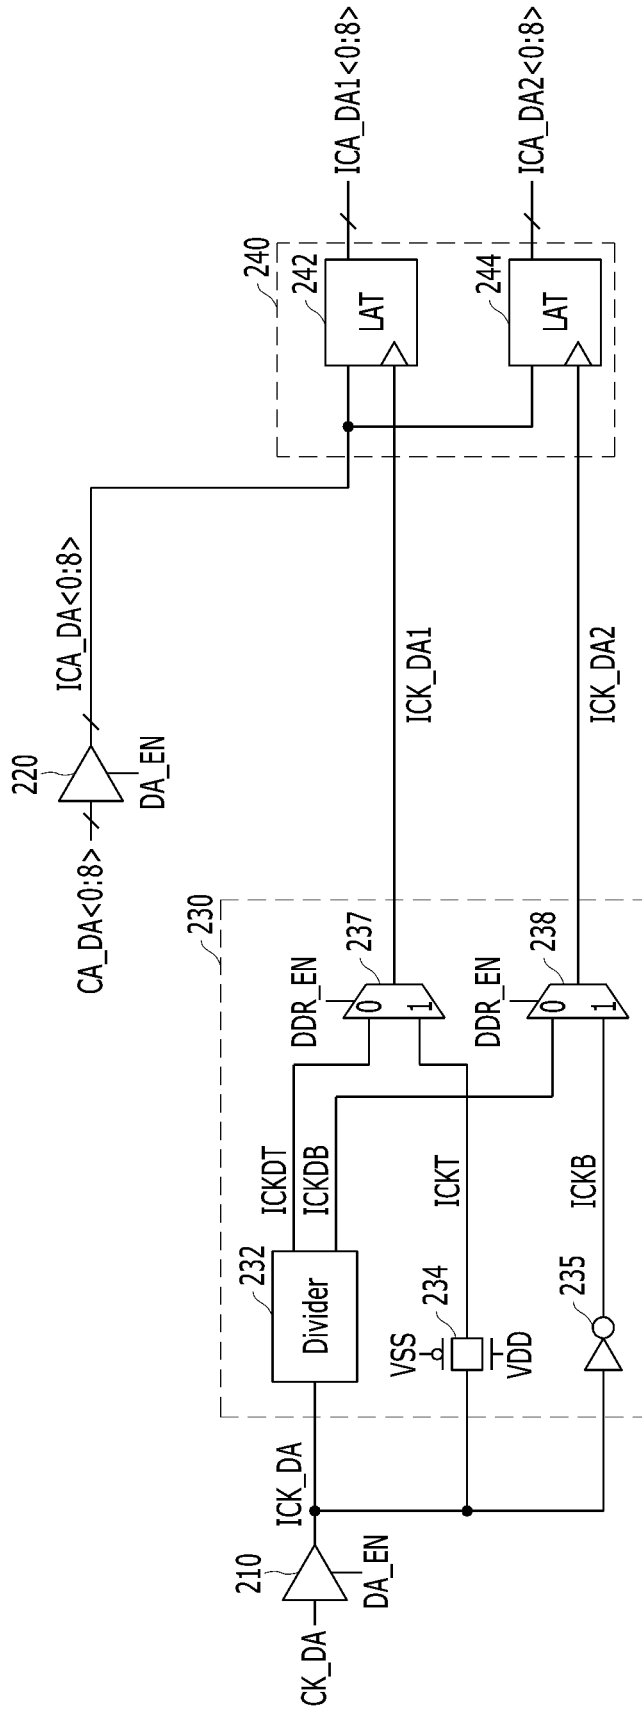 CA_DA<0:8>
220
DA_EN
ICA_DA<0:8>
CK_DA
210
DA_EN
ICK_DA
230
232
Divider
ICKDT
ICKDB
VSS
234
VDD
ICKT
235
ICKB
DDR_EN
237
0
1
DDR_EN
238
0
1
ICK_DA1
ICK_DA2
240
242
LAT
244
LAT
ICA_DA1<0:8>
ICA_DA2<0:8>